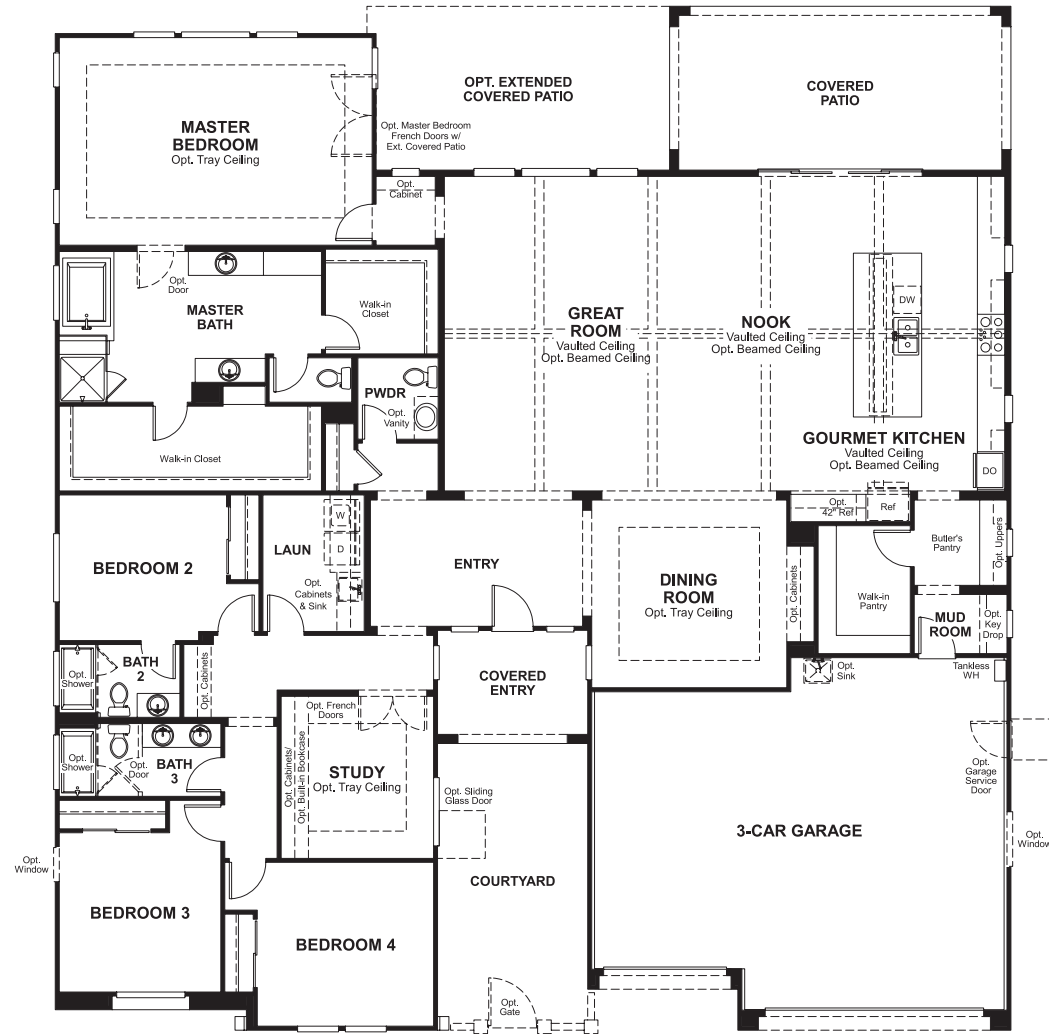 OPT. EXTENDED
COVERED PATIO
COVERED
PATIO
MASTER
BEDROOM
Opt. Tray Ceiling
Opt. Master Bedroom
French Doors w/
Ext. Covered Patio
Opt.
Cabinet
Opt.
Door
MASTER
BATH
Walk-in
Closet
GREAT
ROOM
Vaulted Ceiling
Opt. Beamed Ceiling
NOOK
Vaulted Ceiling
Opt. Beamed Ceiling
DW
PWDR
Opt.
Vanity
Walk-in Closet
GOURMET KITCHEN
Vaulted Ceiling
Opt. Beamed Ceiling
DO
Opt.
42" Ref
Ref
W
D
LAUN
Opt.
Cabinets
& Sink
BEDROOM 2
ENTRY
DINING
ROOM
Opt. Tray Ceiling
Opt. Cabinets
Butler's
Pantry
Opt. Uppers
Walk-in
Pantry
MUD
ROOM
Opt.
Key
Drop
BATH
2
Opt.
Shower
Opt. Cabinets
COVERED
ENTRY
Opt.
Sink
Tankless
WH
Opt. French
Doors
Opt. Cabinets/
Opt. Built-in Bookcase
STUDY
Opt. Tray Ceiling
Opt.
Shower
Opt.
Door
BATH
3
Opt. Sliding
Glass Door
Opt.
Garage
Service
Door
3-CAR GARAGE
Opt.
Window
Opt.
Window
COURTYARD
BEDROOM 3
BEDROOM 4
Opt.
Gate